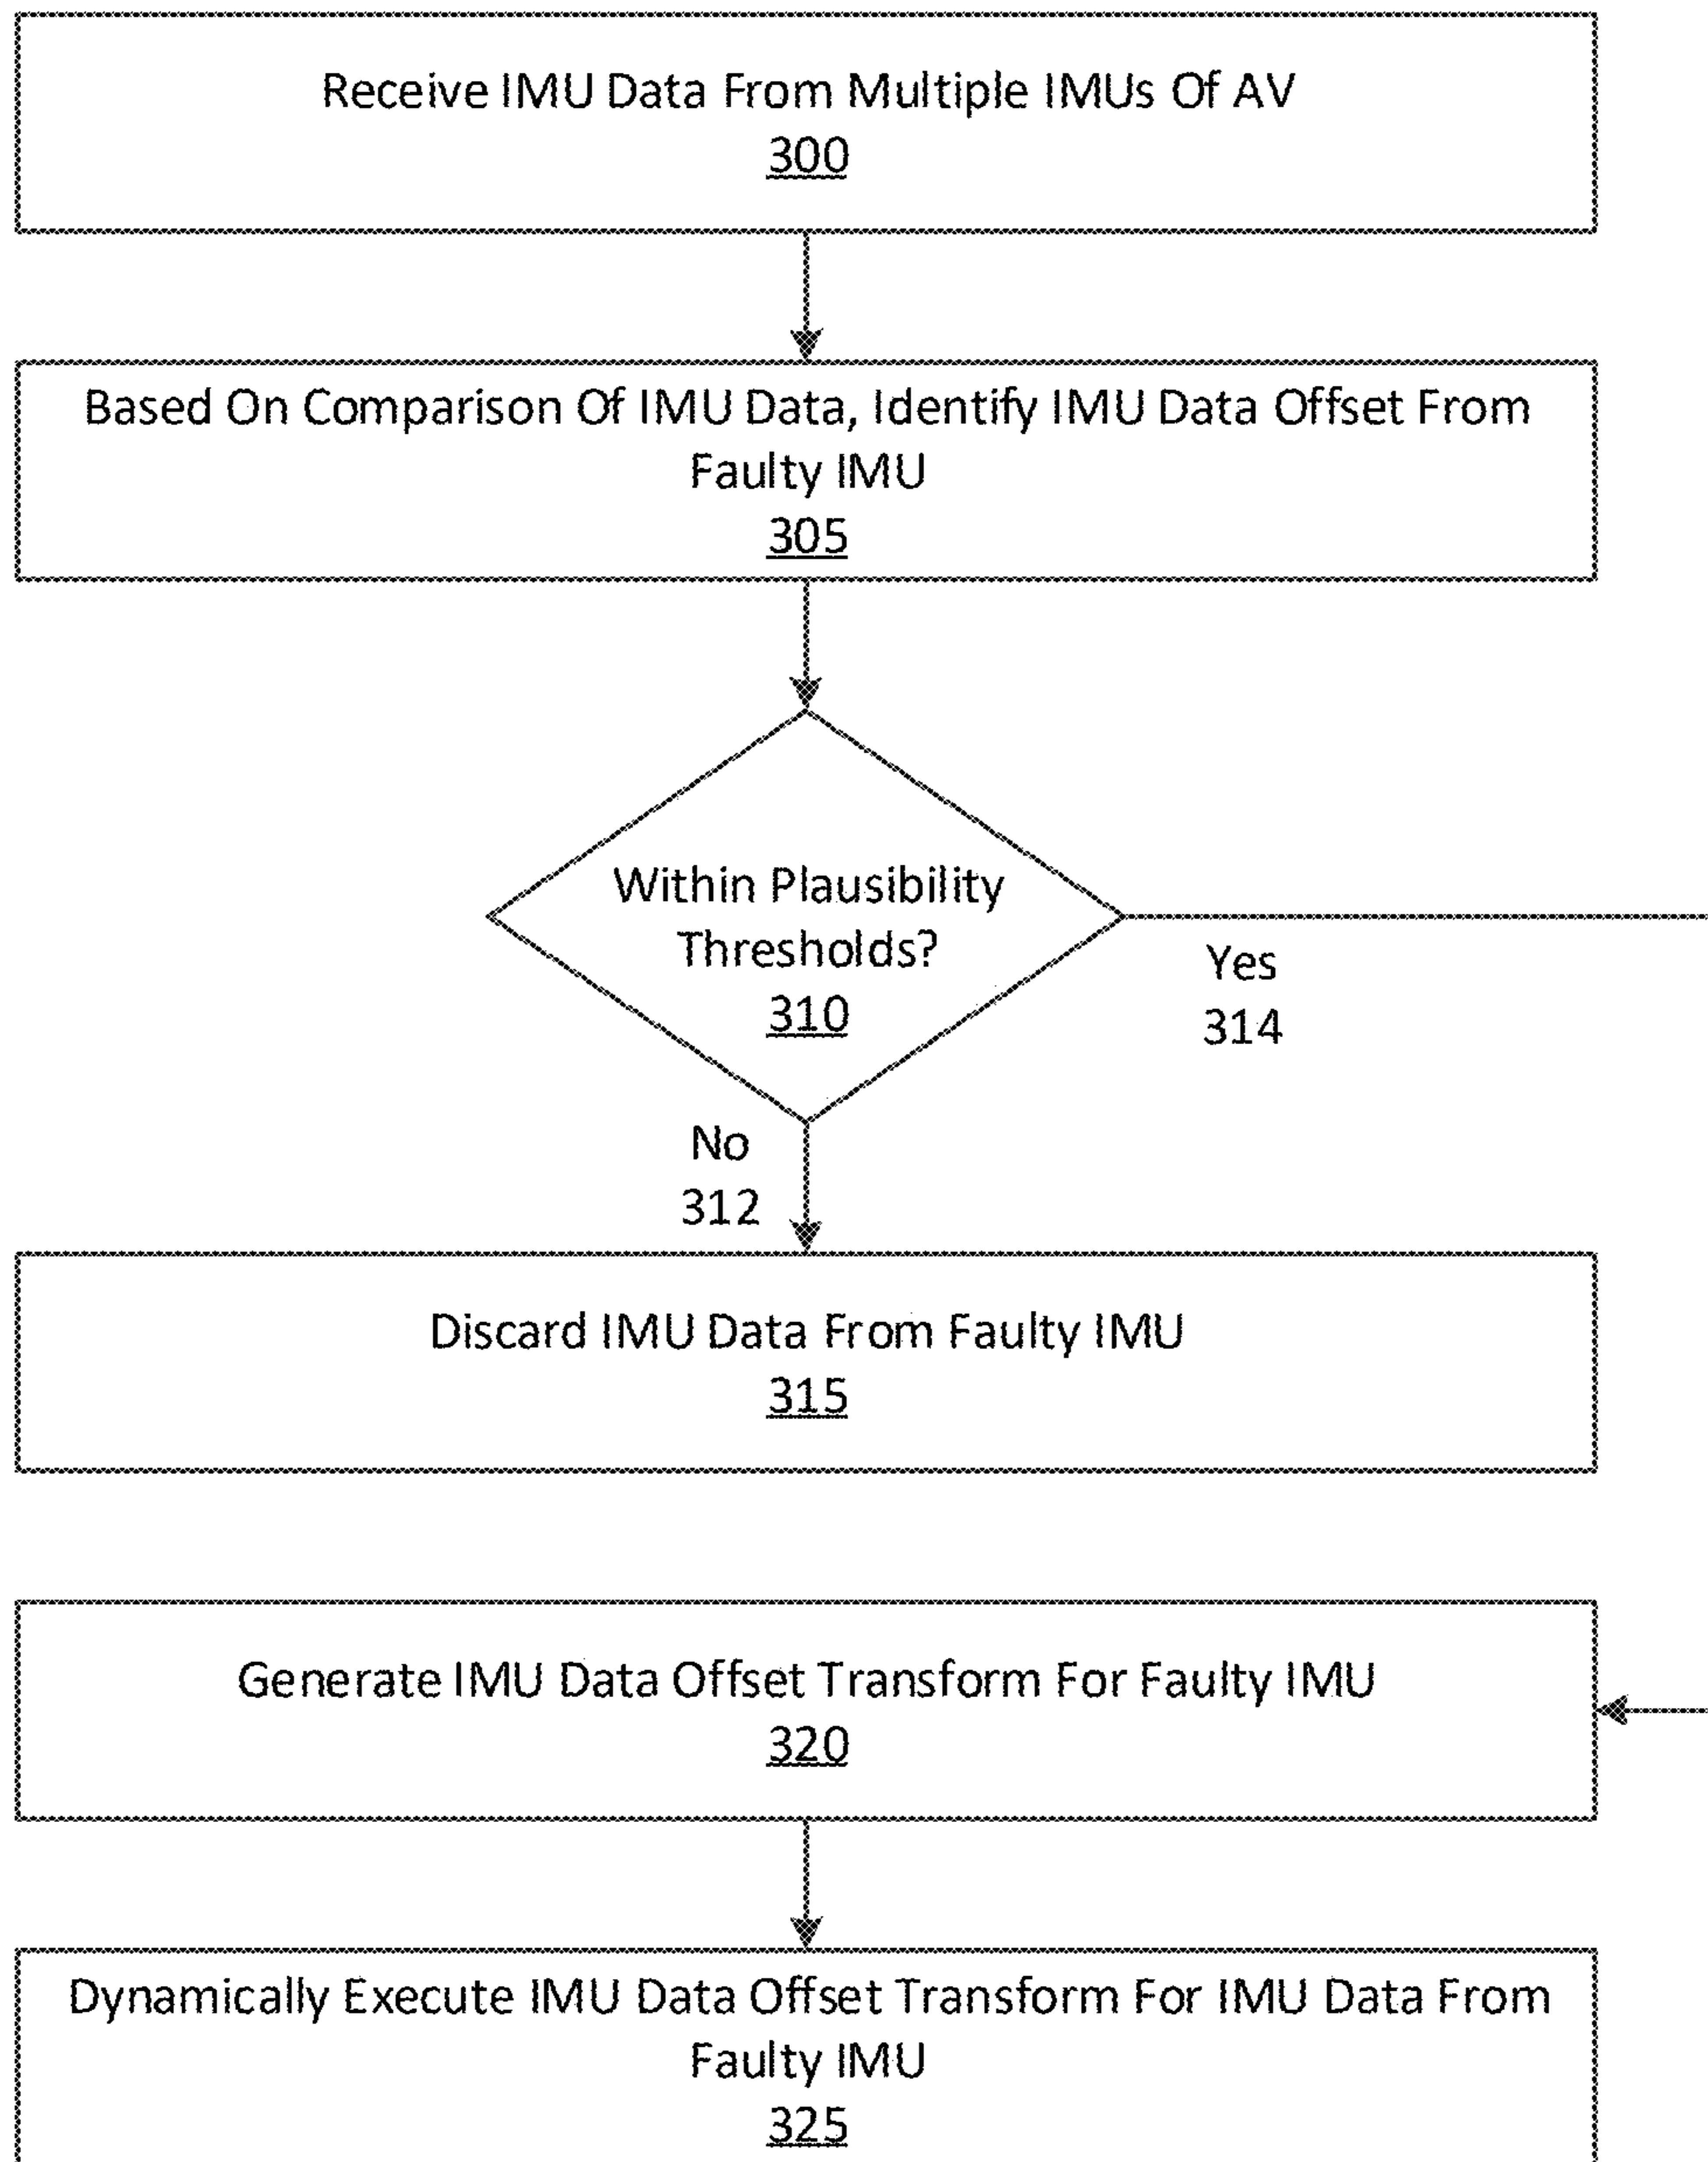 Receive IMU Data From Multiple IMUs Of AV
300
Based On Comparison Of IMU Data, Identify IMU Data Offset From
Faulty IMU
305
Within Plausibility
Thresholds?
310
Yes
314
No
312
Discard IMU Data From Faulty IMU
315
Generate IMU Data Offset Transform For Faulty IMU
320
Dynamically Execute IMU Data Offset Transform For IMU Data From
Faulty IMU
325